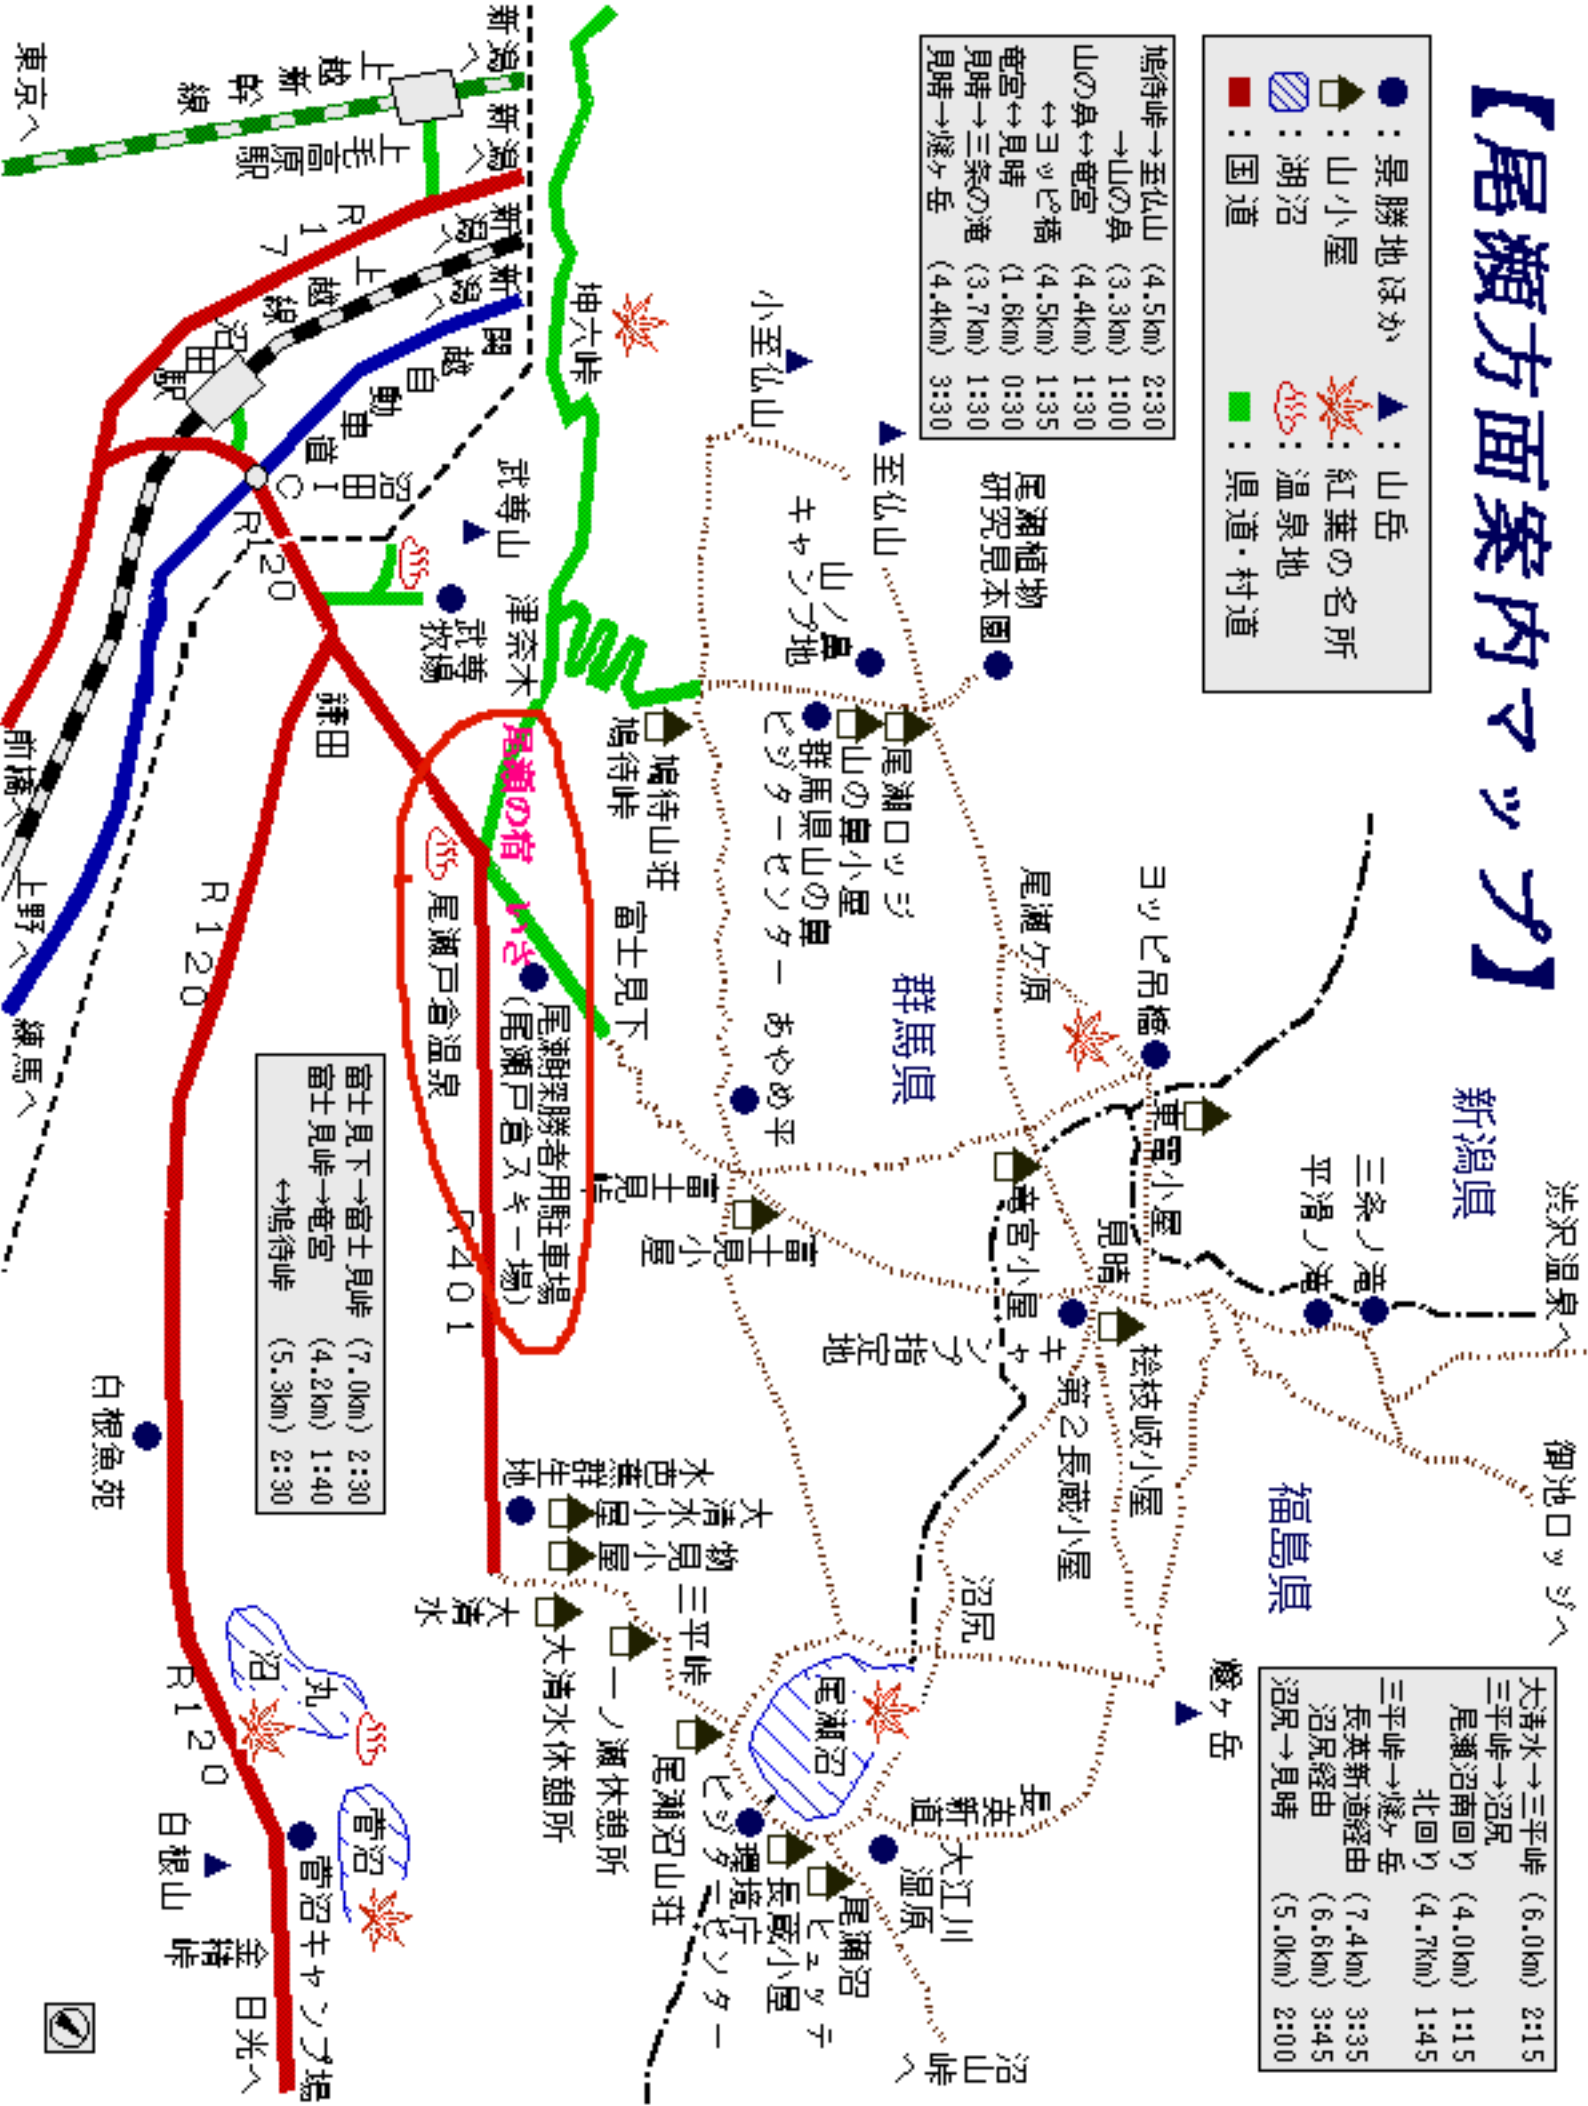 【尾瀬方面案内マップ】
●：景勝地ほか
▼：山岳
：山小屋
：紅葉の名所
：湖沼
：温泉地
■：国道
■：県道・村道
鳩待峠→至仏山 (4.5km) 2:30
→山の鼻 (3.3km) 1:00
山の鼻↔竜宮 (4.4km) 1:30
↔ヨッピ橋 (4.5km) 1:35
竜宮↔見晴 (1.6km) 0:30
見晴→三条の滝 (3.7km) 1:30
見晴→燧ヶ岳 (4.4km) 3:30
大清水→三平峠 (6.0km) 2:15
三平峠→沼尻
尾瀬沼南回り (4.0km) 1:15
北回り (4.7Km) 1:45
三平峠→燧ヶ岳
長英新道経由 (7.4km) 3:35
沼尻経由 (6.6km) 3:45
沼尻→見晴 (5.0km) 2:00
富士見下→富士見峠 (7.0km) 2:30
富士見峠→竜宮 (4.2km) 1:40
↔鳩待峠 (5.3km) 2:30
新潟県
福島県
群馬県
渋沢温泉へ
御池ロッジへ
三条ノ滝
平滑ノ滝
燧ヶ岳
ヨッピ吊橋
東電小屋
見晴
桧枝岐小屋
第2長蔵小屋
キャンプ
指定地
尾瀬ケ原
竜宮小屋
尾瀬植物
研究見本園
至仏山
小至仏山
山ノ鼻
キャンプ地
尾瀬ロッジ
山の鼻小屋
群馬県山の鼻
ビジターセンター
あやめ平
富士見峠
富士見
小屋
沼尻
尾瀬沼
長英新道
大江川
湿原
尾瀬沼
ヒュッテ
長蔵小屋
環境庁
ビジターセンター
尾瀬沼山荘
沼山峠へ
三平峠
一ノ瀬休憩所
大清水休憩所
大清水
物見小屋
大清水小屋
水芭蕉群生地
鳩待山荘
鳩待峠
富士見下
坤六峠
津奈木
尾瀬の宿 いさ
尾瀬探勝者用駐車場
(尾瀬戸倉スキー場)
尾瀬戸倉温泉
R401
武尊山
武尊
牧場
鎌田
R120
R120
R120
沼田IC
関越自動車道
上越線
沼田駅
R17
上毛高原駅
上越新幹線
新潟へ
新潟へ
新潟へ
新潟へ
東京へ
前橋へ
上野へ
練馬へ
白根魚苑
丸沼
菅沼
菅沼キャンプ場
白根山
金精峠
日光へ